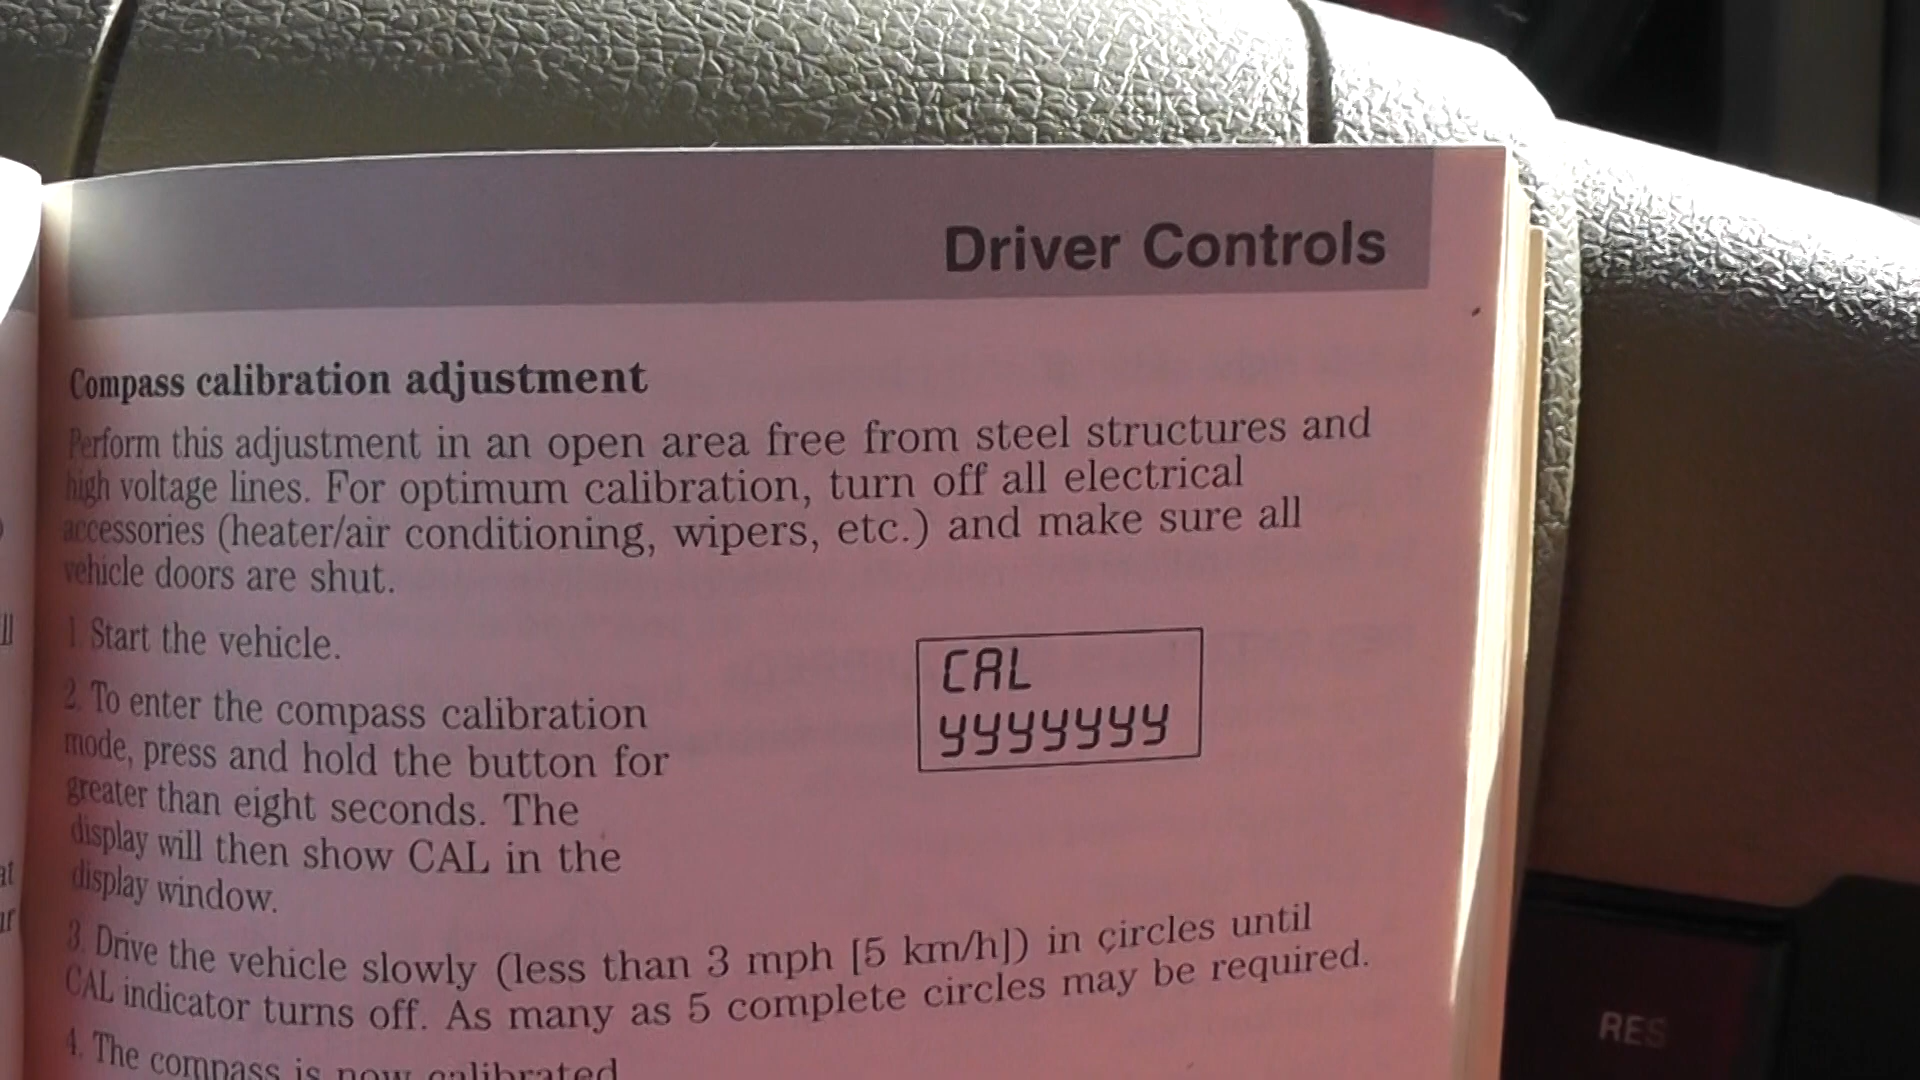 Driver Controls
Compass calibration adjustment
Perform this adjustment in an open area free from steel structures and
high voltage lines. For optimum calibration, turn off all electrical
accessories (heater/air conditioning, wipers, etc.) and make sure all
vehicle doors are shut.
1. Start the vehicle.
2. To enter the compass calibration
mode, press and hold the button for
greater than eight seconds. The
display will then show CAL in the
display window.
CAL
yyyyyyy
3. Drive the vehicle slowly (less than 3 mph [5 km/h]) in circles until
CAL indicator turns off. As many as 5 complete circles may be required.
4. The compass is now calibrated
RES